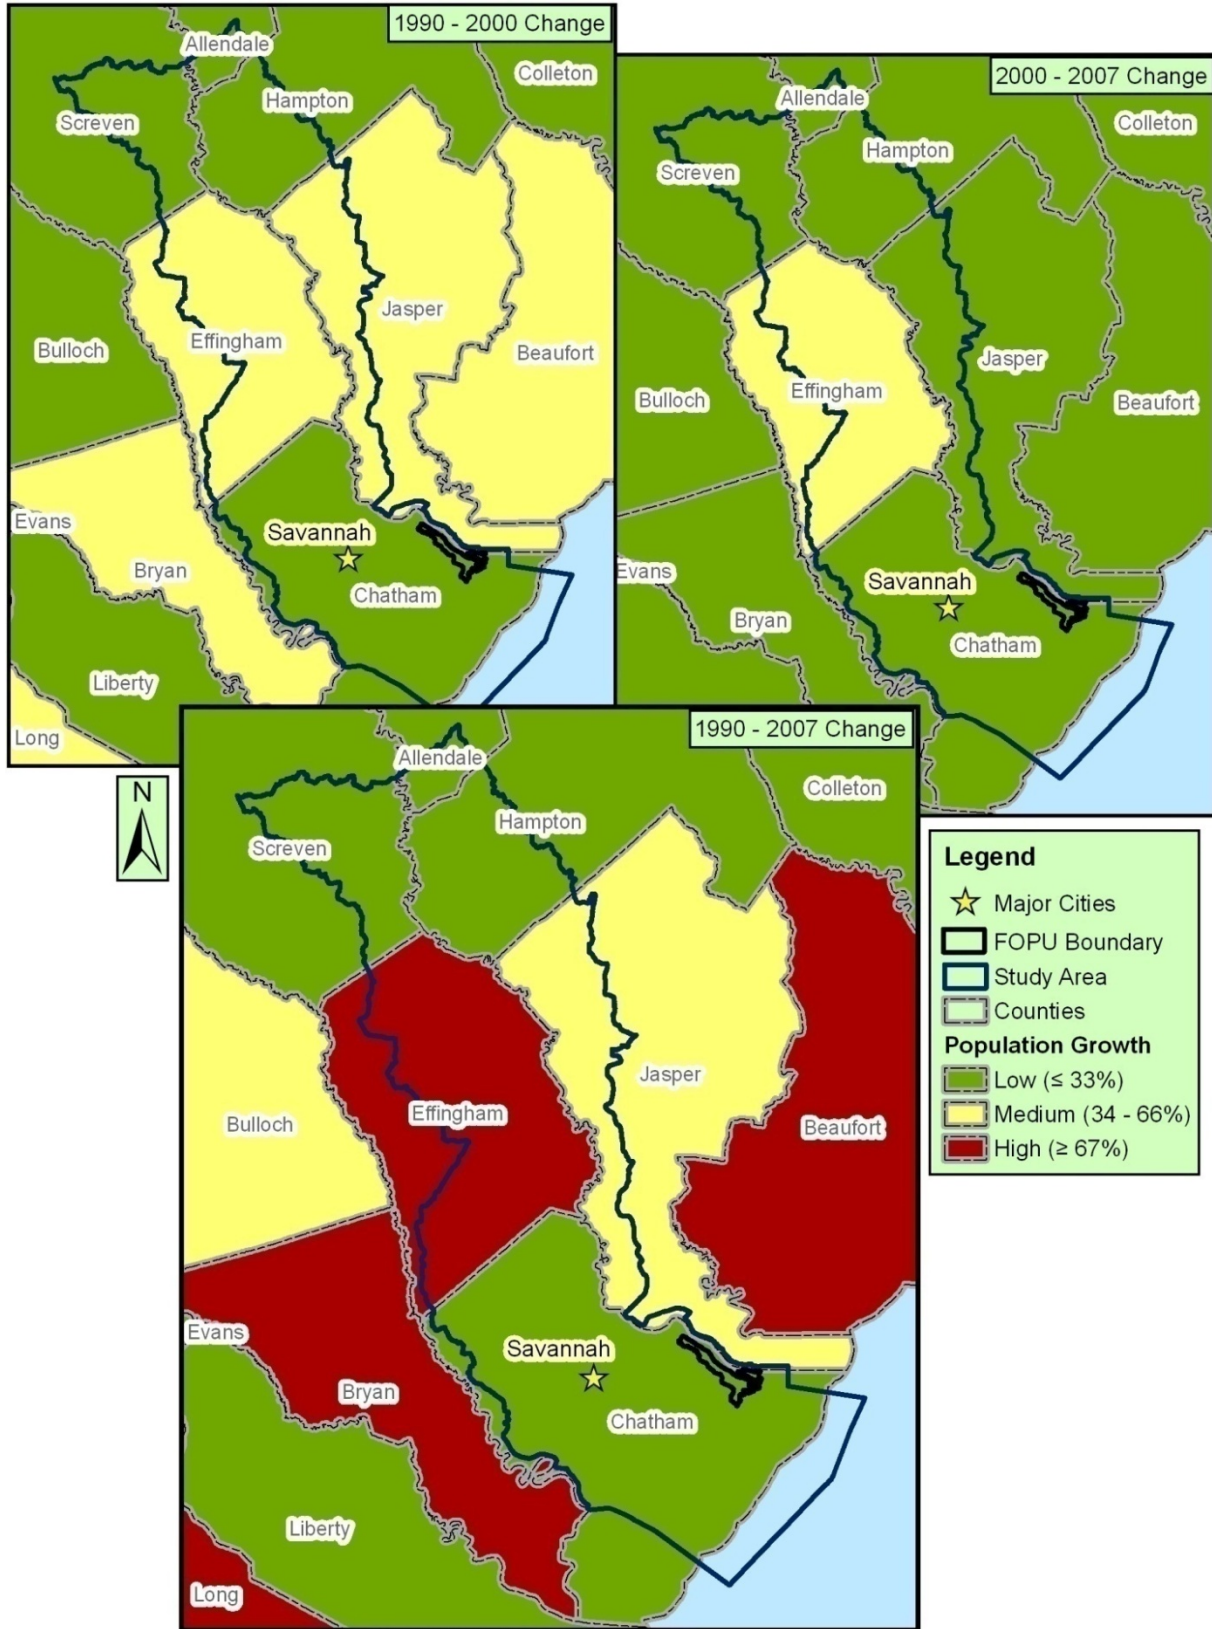 1990 - 2000 Change
Allendale
Colleton
Hampton
Screven
Jasper
Effingham
Bulloch
Beaufort
Evans
Savannah
Bryan
Chatham
Liberty
Long
2000 - 2007 Change
Allendale
Colleton
Hampton
Screven
Jasper
Effingham
Bulloch
Beaufort
Evans
Savannah
Bryan
Chatham
1990 - 2007 Change
Allendale
Colleton
Hampton
Screven
Jasper
Effingham
Bulloch
Beaufort
Evans
Savannah
Bryan
Chatham
Liberty
Long
N
Legend
Major Cities
FOPU Boundary
Study Area
Counties
Population Growth
Low (≤ 33%)
Medium (34 - 66%)
High (≥ 67%)